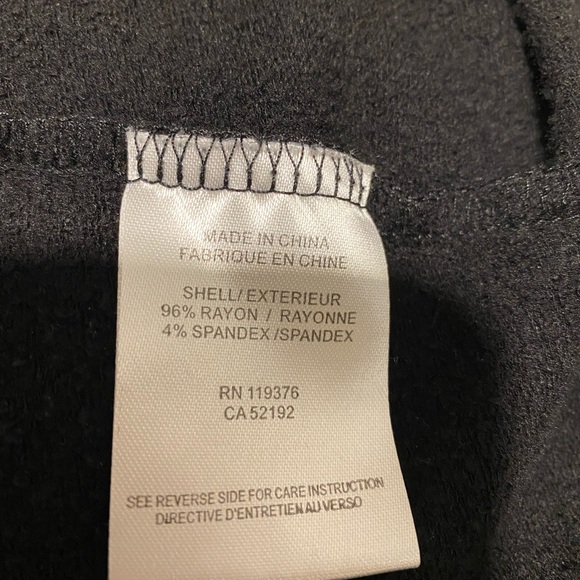 MADE IN CHINA
FABRIQUE EN CHINE
SHELL/ EXTERIEUR
96% RAYON / RAYONNE
4% SPANDEX /SPANDEX
RN 119376
CA 52192
SEE REVERSE SIDE FOR CARE INSTRUCTION
DIRECTIVE D'ENTRETIEN AU VERSO